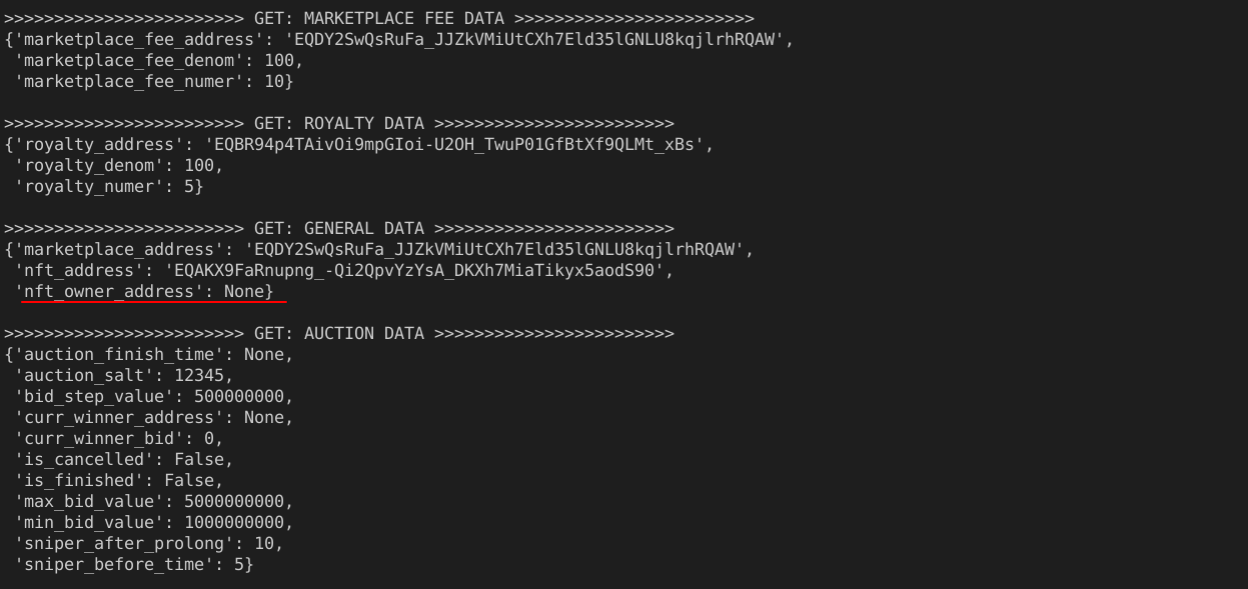 >>>>>>>>>>>>>>>>>>>>>>>> GET: MARKETPLACE FEE DATA >>>>>>>>>>>>>>>>>>>>>>>>
{'marketplace_fee_address': 'EQDY2SwQsRuFa_JJZkVMiUtCXh7Eld35lGNLU8kqjlrhRQAW',
 'marketplace_fee_denom': 100,
 'marketplace_fee_numer': 10}

>>>>>>>>>>>>>>>>>>>>>>>> GET: ROYALTY DATA >>>>>>>>>>>>>>>>>>>>>>>>
{'royalty_address': 'EQBR94p4TAivOi9mpGIoi-U2OH_TwuP01GfBtXf9QLMt_xBs',
 'royalty_denom': 100,
 'royalty_numer': 5}

>>>>>>>>>>>>>>>>>>>>>>>> GET: GENERAL DATA >>>>>>>>>>>>>>>>>>>>>>>>
{'marketplace_address': 'EQDY2SwQsRuFa_JJZkVMiUtCXh7Eld35lGNLU8kqjlrhRQAW',
 'nft_address': 'EQAKX9FaRnupng_-Qi2QpvYzYsA_DKXh7MiaTikyx5aodS90',
 'nft_owner_address': None}

>>>>>>>>>>>>>>>>>>>>>>>> GET: AUCTION DATA >>>>>>>>>>>>>>>>>>>>>>>>
{'auction_finish_time': None,
 'auction_salt': 12345,
 'bid_step_value': 500000000,
 'curr_winner_address': None,
 'curr_winner_bid': 0,
 'is_cancelled': False,
 'is_finished': False,
 'max_bid_value': 5000000000,
 'min_bid_value': 1000000000,
 'sniper_after_prolong': 10,
 'sniper_before_time': 5}